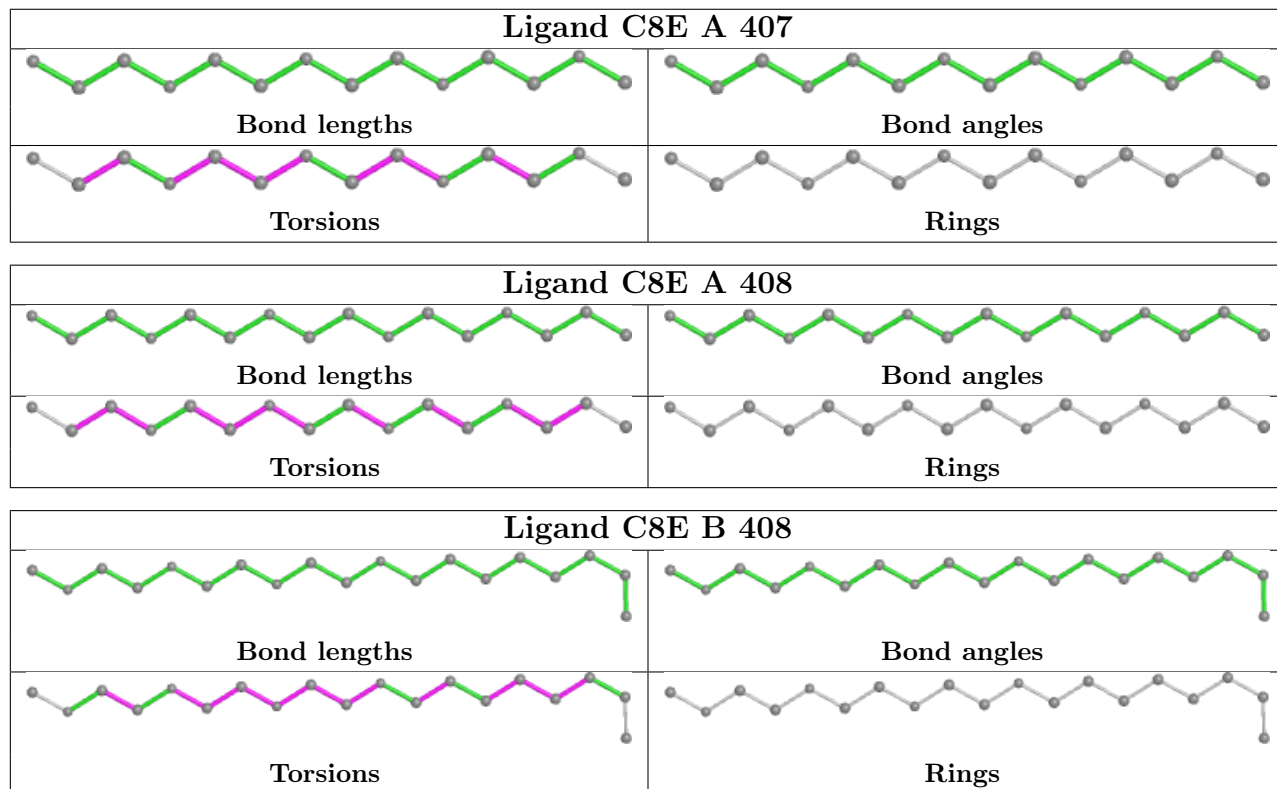 Ligand C8E A 407
Bond lengths
Bond angles
Torsions
Rings
Ligand C8E A 408
Bond lengths
Bond angles
Torsions
Rings
Ligand C8E B 408
Bond lengths
Bond angles
Torsions
Rings